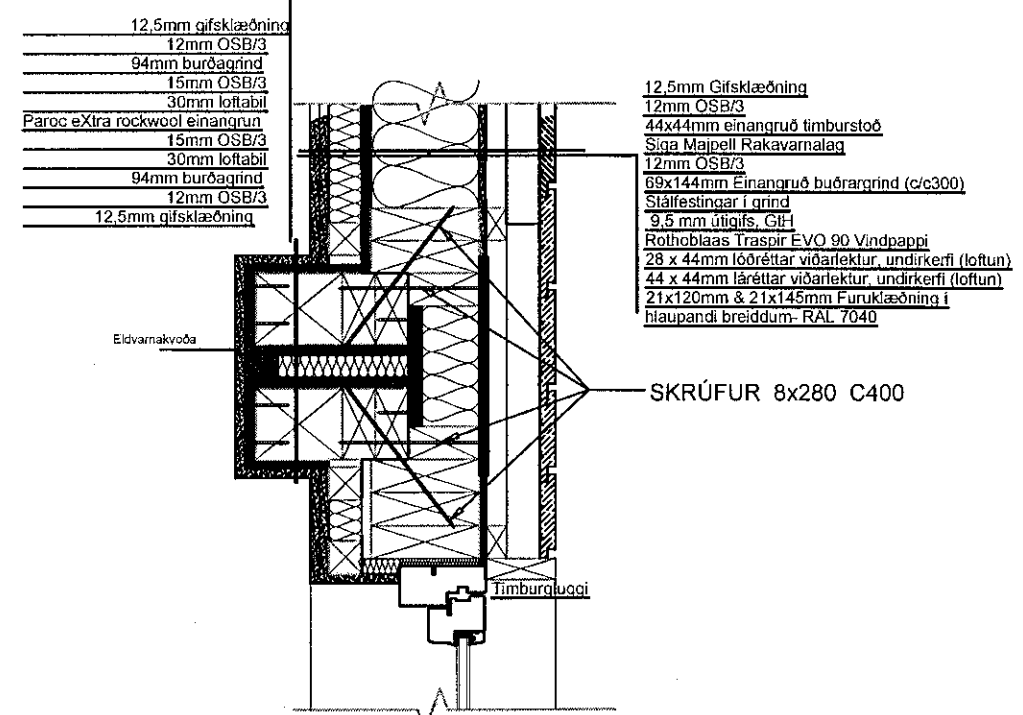 12,5mm gifsklæðning
12mm OSB/3
94mm burðagrind
15mm OSB/3
30mm loftabil
Paroc eXtra rockwool einangrun
15mm OSB/3
30mm loftabil
94mm burðagrind
12mm OSB/3
12,5mm gifsklæðning
Eldvarnakvoða
12,5mm Gifsklæðning
12mm OSB/3
44x44mm einangruð timburstoð
Siga Majpell Rakavarnalag
12mm OSB/3
69x144mm Einangruð buðrargrind (c/c300)
Stálfestingar í grind
9,5 mm útigifs, GtH
Rothoblaas Traspir EVO 90 Vindpappi
28 x 44mm lóðréttar viðarlektur, undirkerfi (loftun)
44 x 44mm láréttar viðarlektur, undirkerfi (loftun)
21x120mm & 21x145mm Furuklæðning í
hlaupandi breiddum- RAL 7040
SKRÚFUR 8x280 C400
Timburgluggi